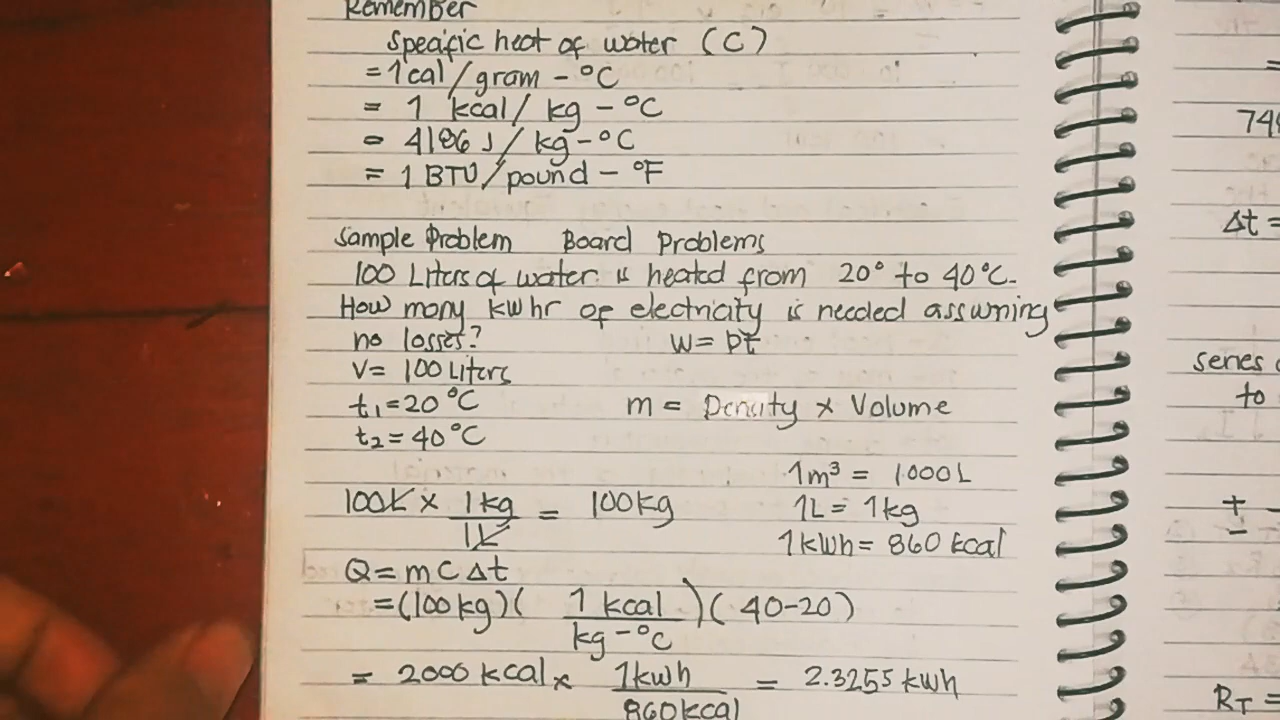 Remember
Specific heat of water (C)
= 1 cal/gram - °C
= 1 kcal/kg - °C
= 4186 J/kg - °C
= 1 BTU/pound - °F
Sample Problem Board Problems
100 Liters of water is heated from 20° to 40°C.
How many kwhr of electricity is needed assuming
no losses? W = Pt
V = 100 Liters
t₁ = 20°C m = Density x Volume
t₂ = 40°C
1m³ = 1000L
100L x 1kg/1L = 100kg 1L = 1kg
1kWh = 860 kcal
Q = mCΔt
= (100kg)(1 kcal/kg-°C)(40-20)
= 2000 kcal x 1kwh/860kcal = 2.3255 kwh
=
746
Δt =
series
to
+
-
R_T =